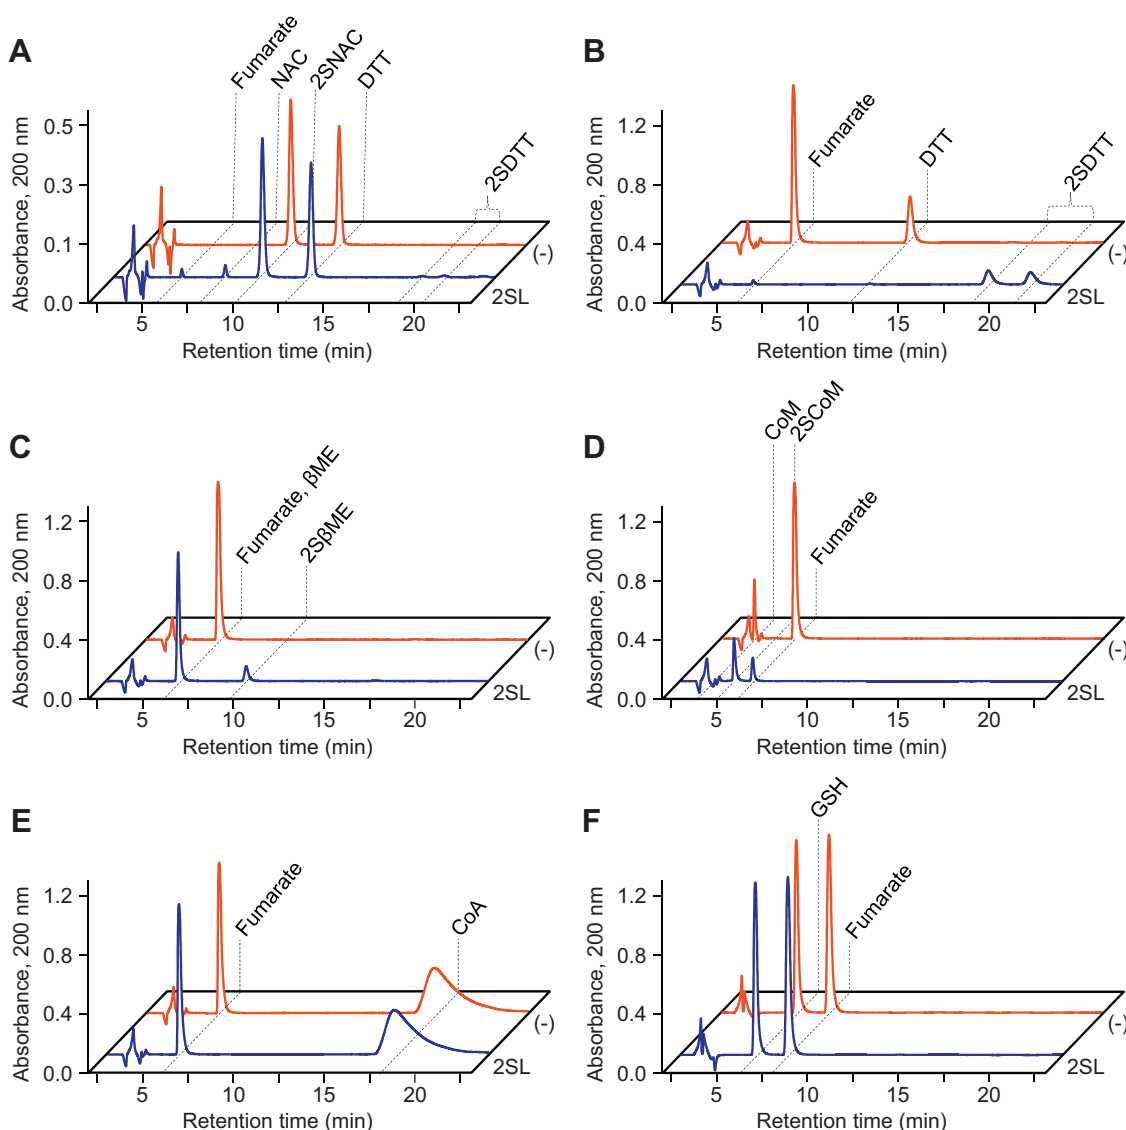 A
Fumarate
NAC
2SNAC
DTT
2SDTT
Absorbance, 200 nm
0.5
0.3
0.1
0.0
(-)
2SL
5
10
15
20
Retention time (min)
B
Fumarate
DTT
2SDTT
Absorbance, 200 nm
1.2
0.8
0.4
0.0
(-)
2SL
5
10
15
20
Retention time (min)
C
Fumarate, βME
2SβME
Absorbance, 200 nm
1.2
0.8
0.4
0.0
(-)
2SL
5
10
15
20
Retention time (min)
D
CoM
2SCoM
Fumarate
Absorbance, 200 nm
1.2
0.8
0.4
0.0
(-)
2SL
5
10
15
20
Retention time (min)
E
Fumarate
CoA
Absorbance, 200 nm
1.2
0.8
0.4
0.0
(-)
2SL
5
10
15
20
Retention time (min)
F
GSH
Fumarate
Absorbance, 200 nm
1.2
0.8
0.4
0.0
(-)
2SL
5
10
15
20
Retention time (min)